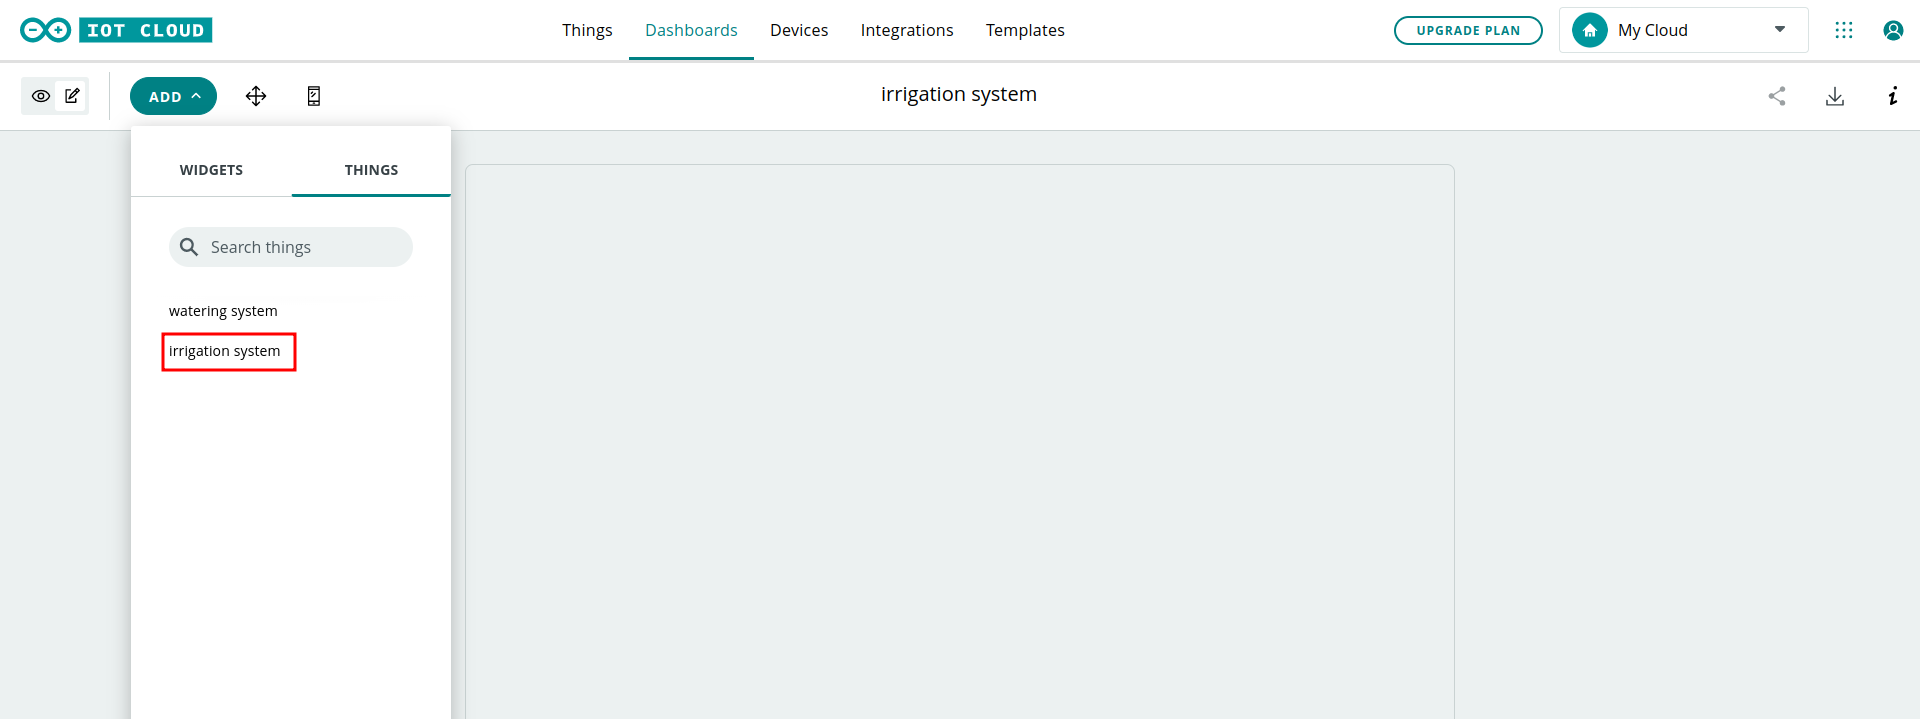 IOT CLOUD
Things Dashboards Devices Integrations Templates
UPGRADE PLAN
My Cloud
ADD
irrigation system
WIDGETS THINGS
Search things
watering system
irrigation system